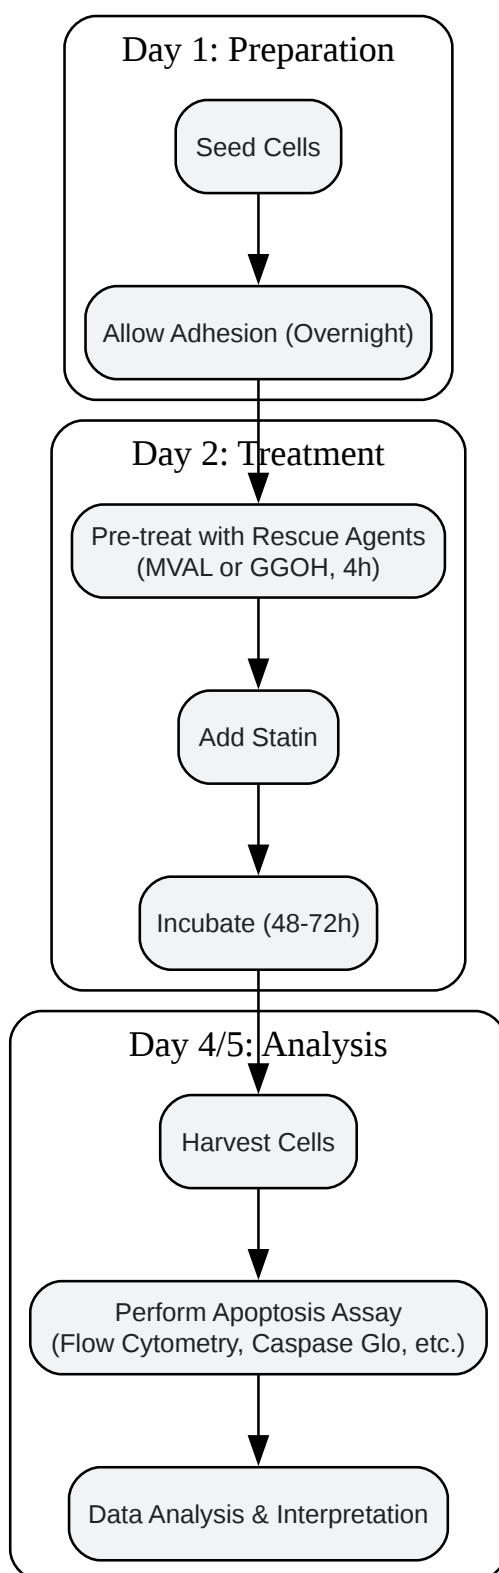 Day 1: Preparation
Seed Cells
Allow Adhesion (Overnight)
Day 2: Treatment
Pre-treat with Rescue Agents
(MVAL or GGOH, 4h)
Add Statin
Incubate (48-72h)
Day 4/5: Analysis
Harvest Cells
Perform Apoptosis Assay
(Flow Cytometry, Caspase Glo, etc.)
Data Analysis & Interpretation